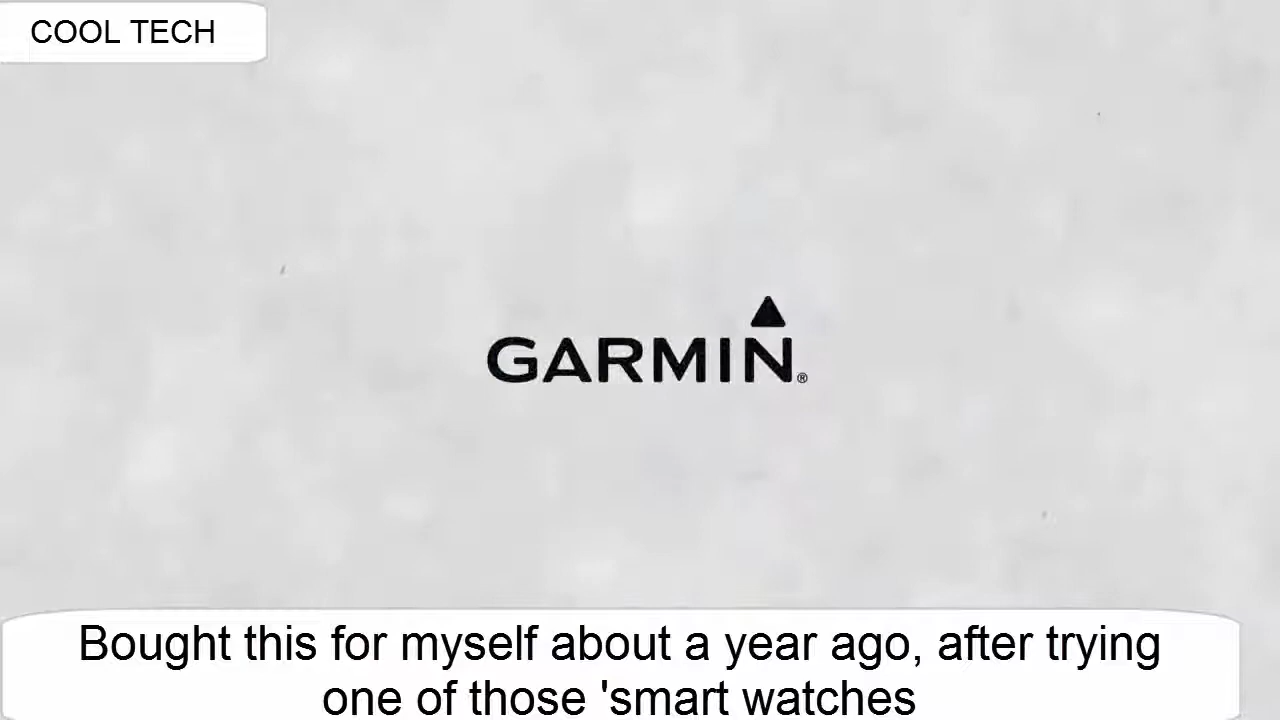 COOL TECH
GARMIN®
Bought this for myself about a year ago, after trying
one of those 'smart watches